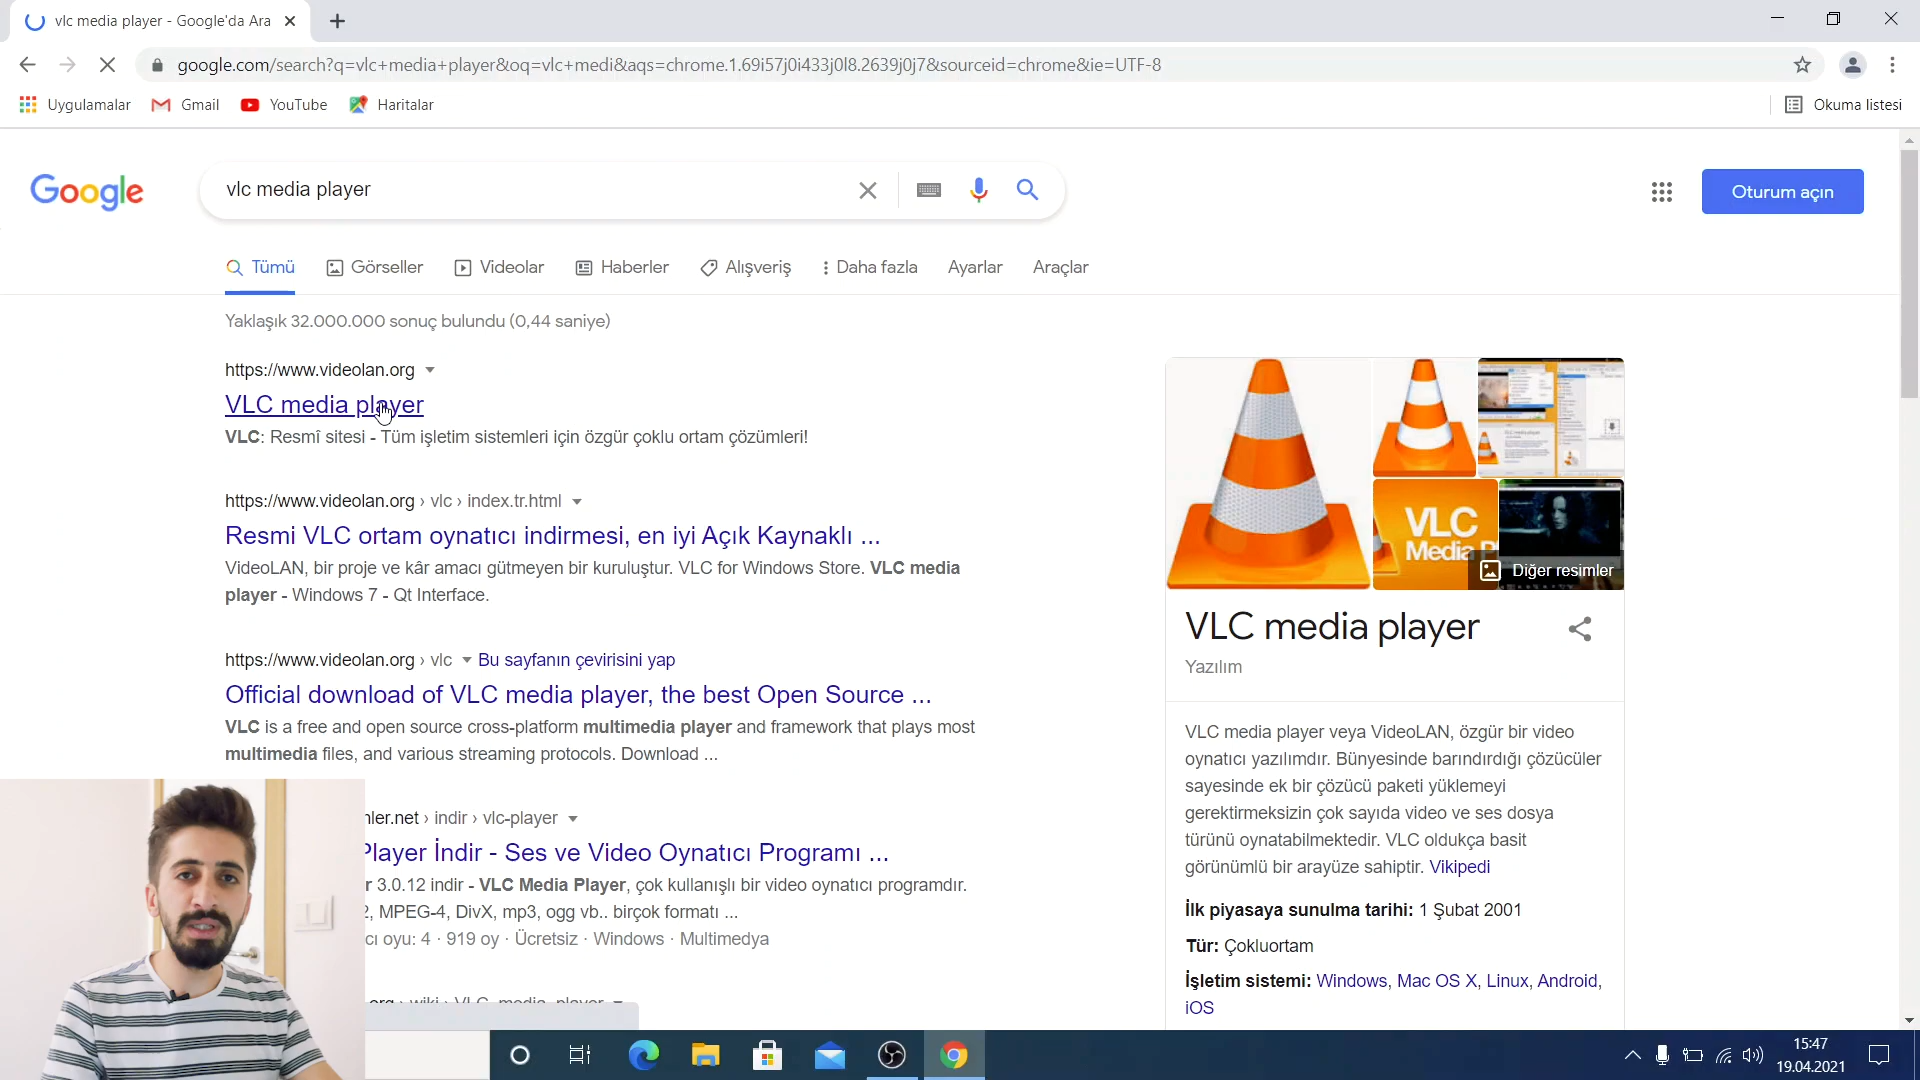 vlc media player - Google'da Ara
google.com/search?q=vlc+media+player&oq=vlc+medi&aqs=chrome.1.69i57j0i433j0l8.2639j0j7&sourceid=chrome&ie=UTF-8
Uygulamalar Gmail YouTube Haritalar Okuma listesi
Google vlc media player Oturum açın
Tümü Görseller Videolar Haberler Alışveriş Daha fazla Ayarlar Araçlar
Yaklaşık 32.000.000 sonuç bulundu (0,44 saniye)
https://www.videolan.org
VLC media player
VLC: Resmî sitesi - Tüm işletim sistemleri için özgür çoklu ortam çözümleri!
https://www.videolan.org › vlc › index.tr.html
Resmi VLC ortam oynatıcı indirmesi, en iyi Açık Kaynaklı ...
VideoLAN, bir proje ve kâr amacı gütmeyen bir kuruluştur. VLC for Windows Store. VLC media
player - Windows 7 - Qt Interface.
https://www.videolan.org › vlc Bu sayfanın çevirisini yap
Official download of VLC media player, the best Open Source ...
VLC is a free and open source cross-platform multimedia player and framework that plays most
multimedia files, and various streaming protocols. Download ...
ler.net › indir › vlc-player
Player İndir - Ses ve Video Oynatıcı Programı ...
r 3.0.12 indir - VLC Media Player, çok kullanışlı bir video oynatıcı programdır.
2, MPEG-4, DivX, mp3, ogg vb.. birçok formatı ...
cı oyu: 4 · 919 oy · Ücretsiz · Windows · Multimedya
org › wiki › VLC_media_player
VLC
Media P
Diğer resimler
VLC media player
Yazılım
VLC media player veya VideoLAN, özgür bir video
oynatıcı yazılımdır. Bünyesinde barındırdığı çözücüler
sayesinde ek bir çözücü paketi yüklemeyi
gerektirmeksizin çok sayıda video ve ses dosya
türünü oynatabilmektedir. VLC oldukça basit
görünümlü bir arayüze sahiptir. Vikipedi
İlk piyasaya sunulma tarihi: 1 Şubat 2001
Tür: Çokluortam
İşletim sistemi: Windows, Mac OS X, Linux, Android,
iOS
15:47
19.04.2021